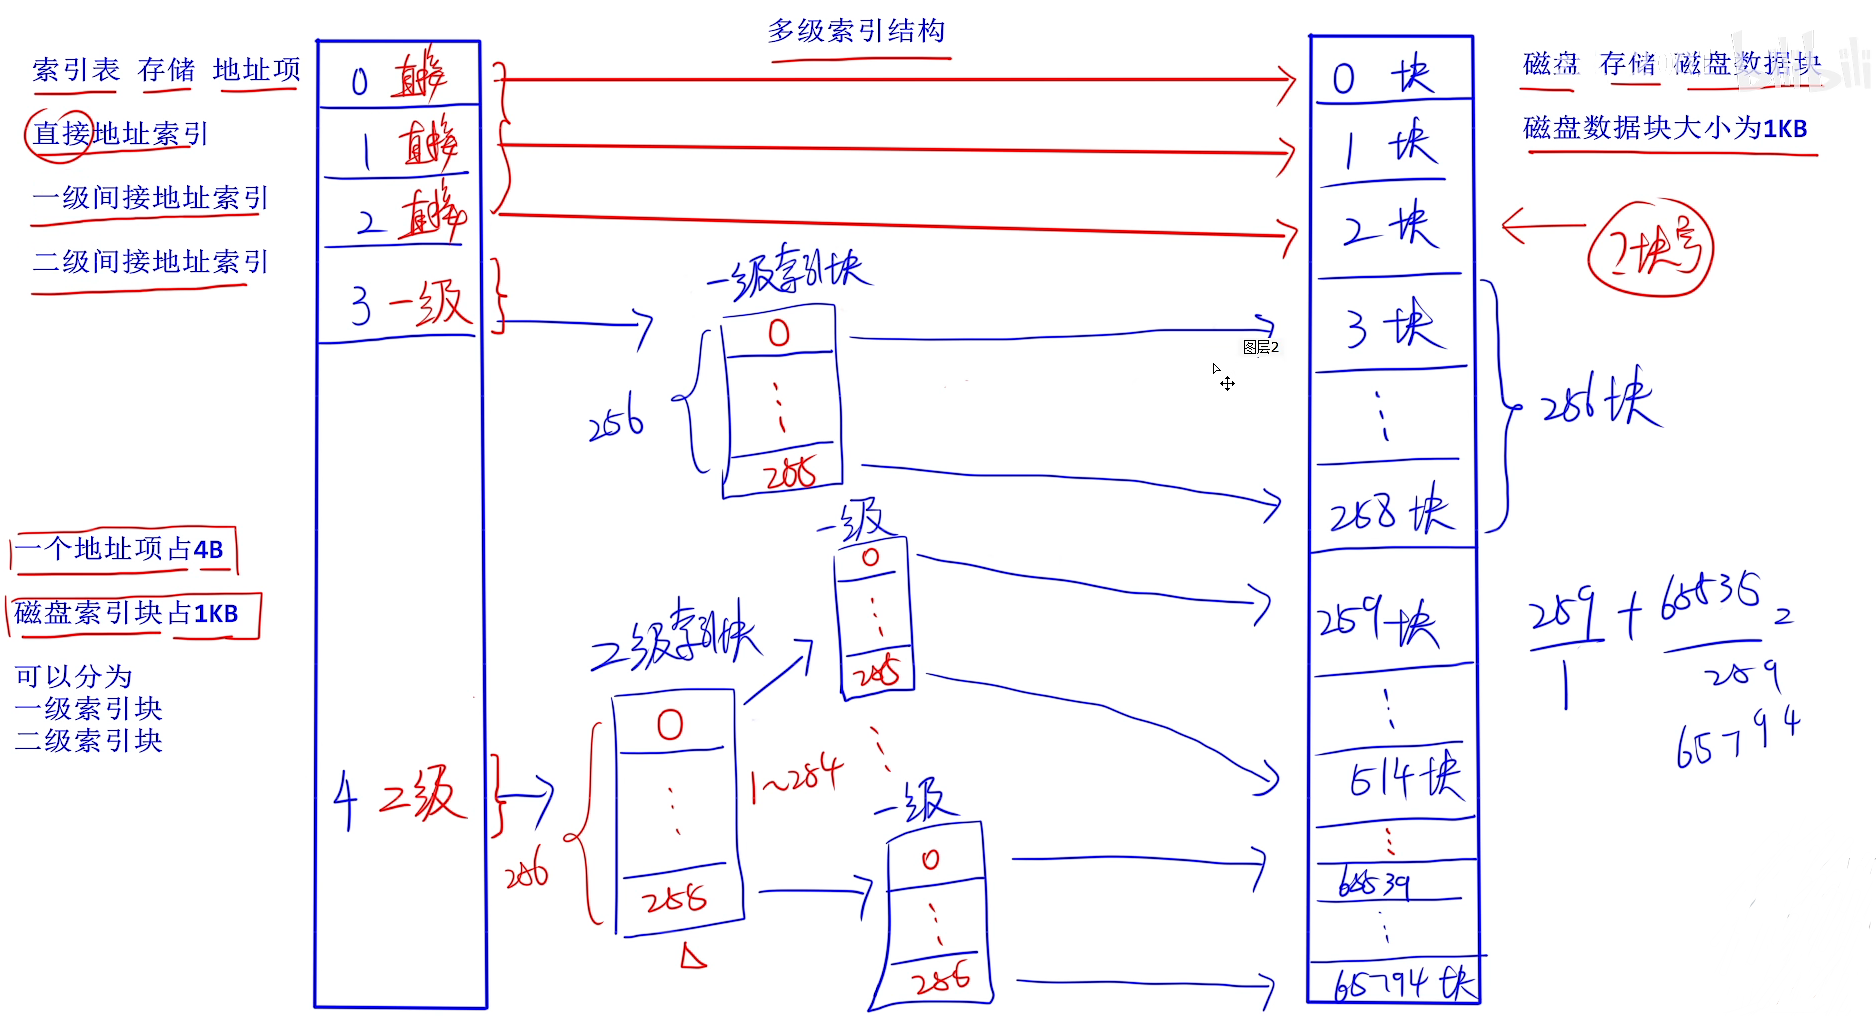 多级索引结构
索引表 存储 地址项
直接地址索引
一级间接地址索引
二级间接地址索引
一个地址项占4B
磁盘索引块占1KB
可以分为
一级索引块
二级索引块
0 直接
1 直接
2 直接
3 一级
4 二级
一级索引块
0
255
256
二级索引块
0
255
256
1~254
一级
0
255
一级
0
255
图层2
0 块
1 块
2 块
3 块
258 块
259 块
514 块
65539
65794 块
磁盘 存储 磁盘数据块
bilibili
磁盘数据块大小为1KB
2块号
256块
259 + 65535
1
2
259
65794